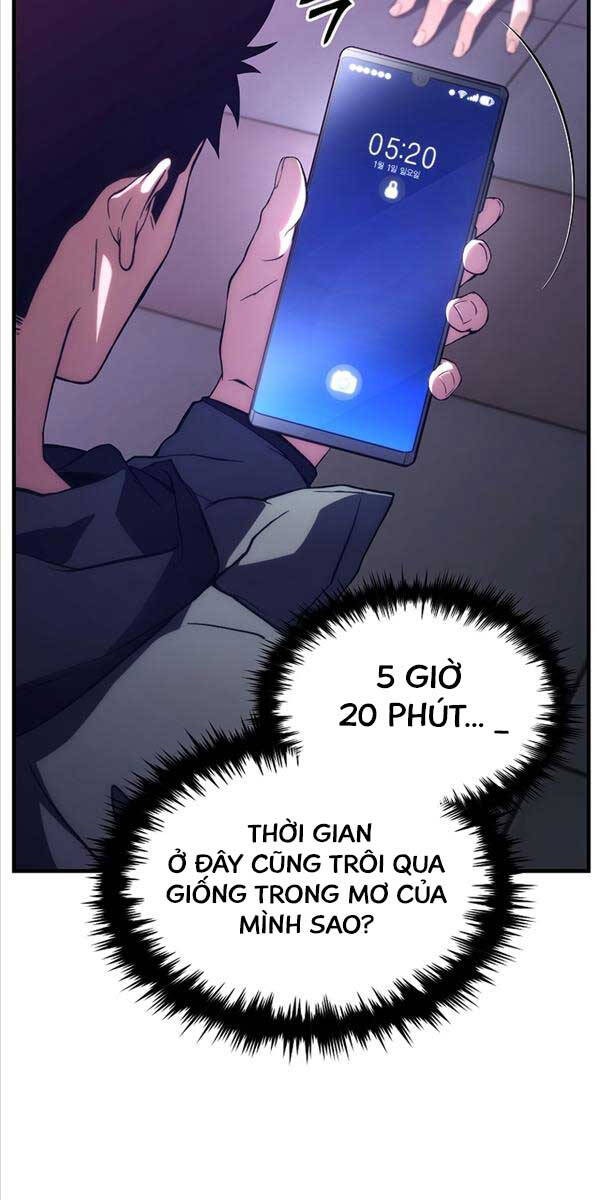 05:20
1월 1일 일요일
5 GIỜ
20 PHÚT... _
THỜI GIAN
Ở ĐÂY CŨNG TRÔI QUA
GIỐNG TRONG MƠ CỦA
MÌNH SAO?